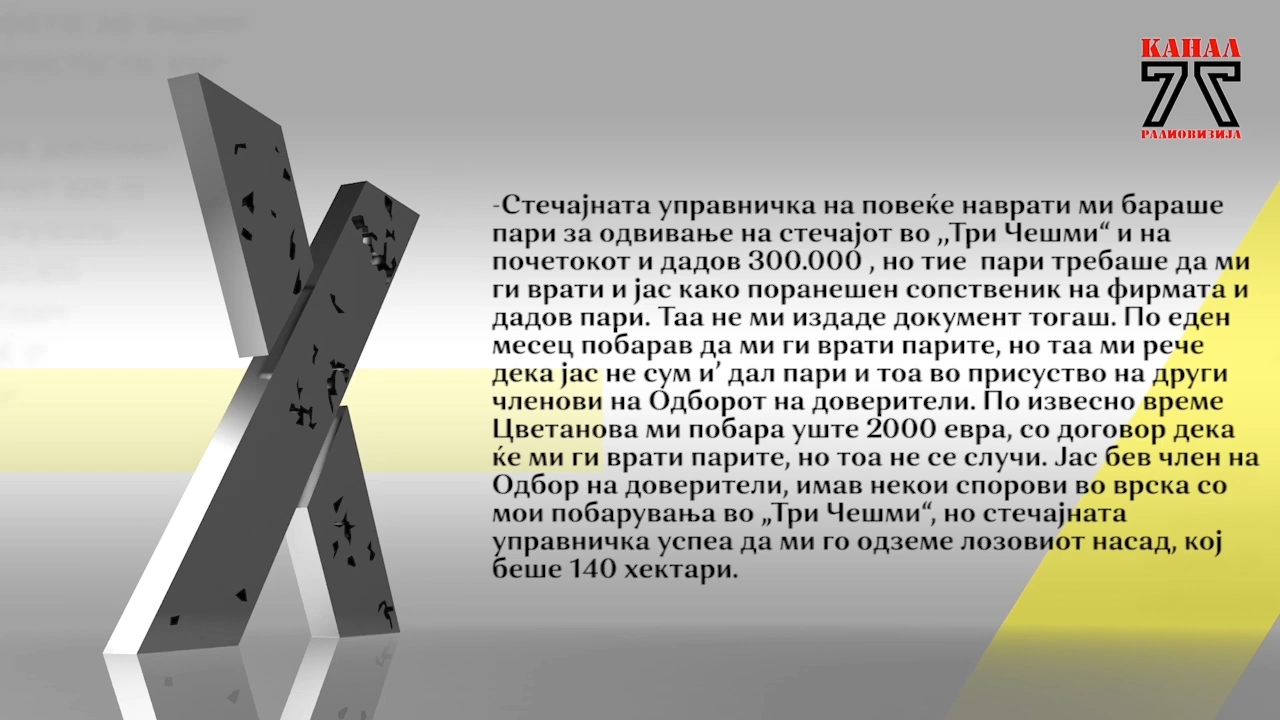 КАНАЛ
77
РАДИОВИЗИЈА
-Стечајната управничка на повеќе наврати ми бараше
пари за одвивање на стечајот во ,,Три Чешми“ и на
почетокот и дадов 300.000 , но тие  пари требаше да ми
ги врати и јас како поранешен сопственик на фирмата и
дадов пари. Таа не ми издаде документ тогаш. По еден
месец побарав да ми ги врати парите, но таа ми рече
дека јас не сум и’ дал пари и тоа во присуство на други
членови на Одборот на доверители. По извесно време
Цветанова ми побара уште 2000 евра, со договор дека
ќе ми ги врати парите, но тоа не се случи. Јас бев член на
Одбор на доверители, имав некои спорови во врска со
мои побарувања во „Три Чешми“, но стечајната
управничка успеа да ми го одземе лозовиот насад, кој
беше 140 хектари.